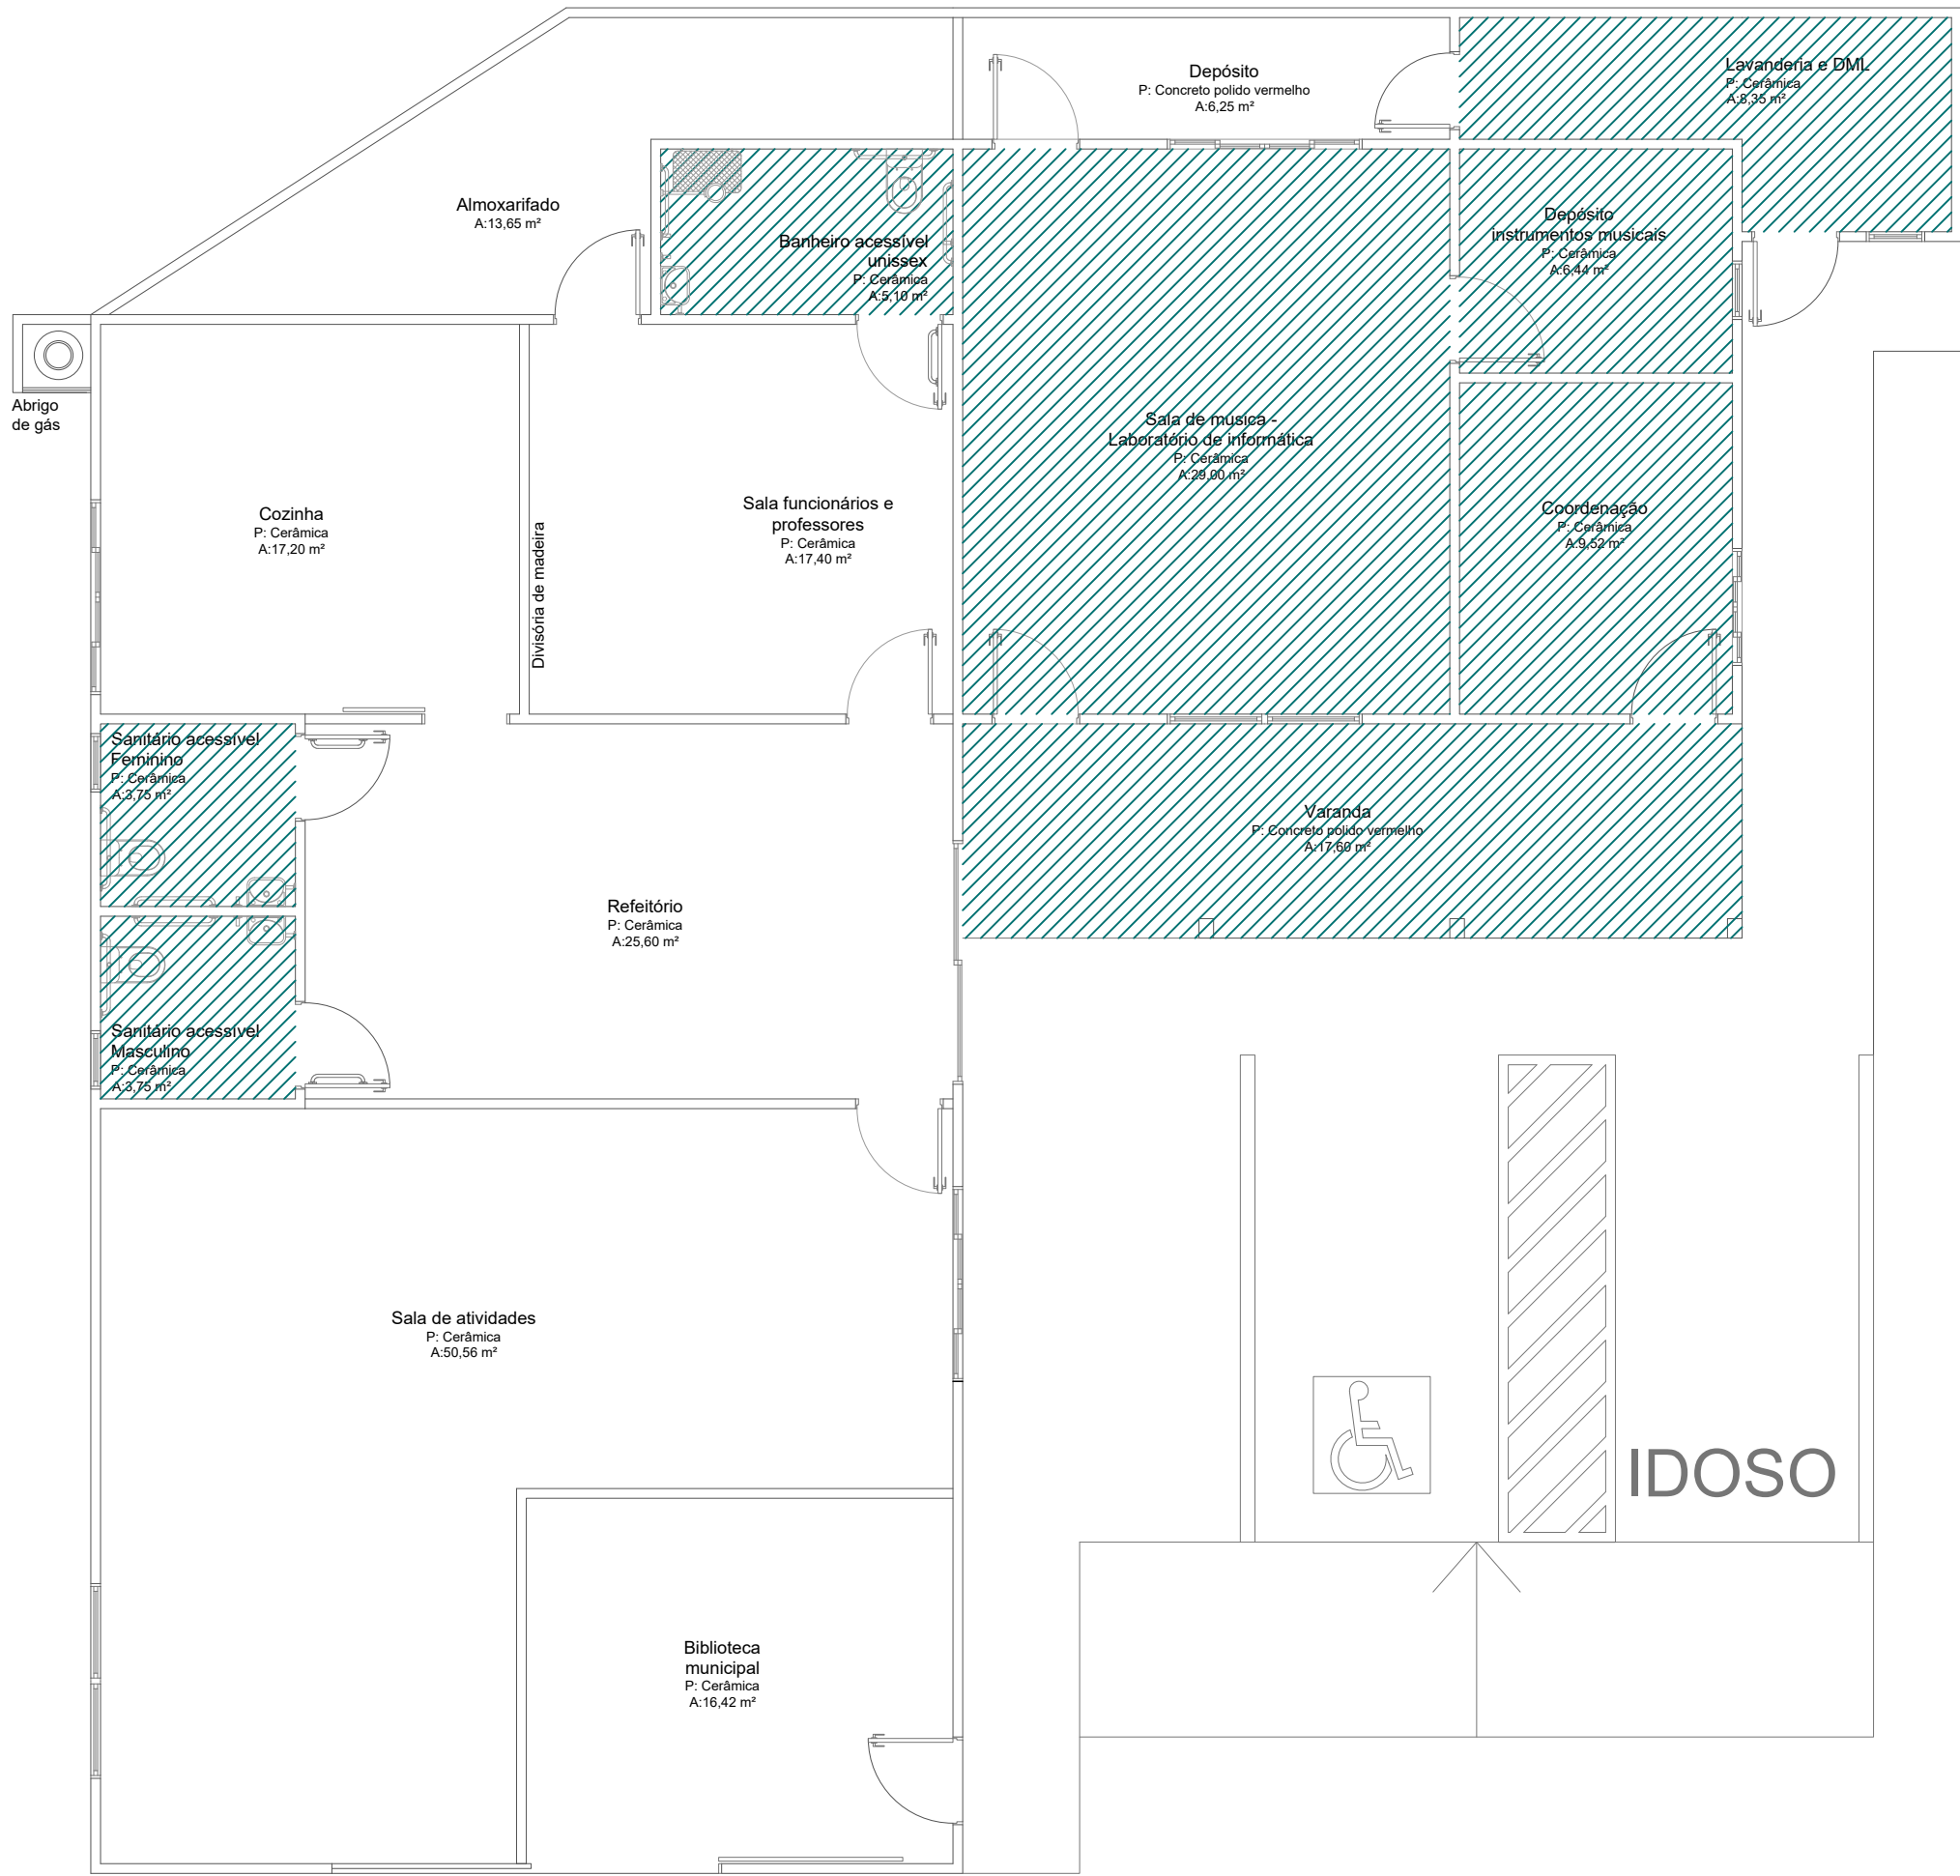 Depósito
P: Concreto polido vermelho
A:6,25 m²
Lavanderia e DML
P: Cerâmica
A:8,35 m²
Almoxarifado
A:13,65 m²
Banheiro acessível
unissex
P: Cerâmica
A:5,10 m²
Depósito
instrumentos musicais
P: Cerâmica
A:6,44 m²
Abrigo
de gás
Sala de musica -
Laboratório de informática
P: Cerâmica
A:29,00 m²
Cozinha
P: Cerâmica
A:17,20 m²
Divisória de madeira
Sala funcionários e
professores
P: Cerâmica
A:17,40 m²
Coordenação
P: Cerâmica
A:9,52 m²
Sanitário acessível
Feminino
P: Cerâmica
A:3,75 m²
Varanda
P: Concreto polido vermelho
A:17,60 m²
Refeitório
P: Cerâmica
A:25,60 m²
Sanitário acessível
Masculino
P: Cerâmica
A:3,75 m²
Sala de atividades
P: Cerâmica
A:50,56 m²
IDOSO
Biblioteca
municipal
P: Cerâmica
A:16,42 m²